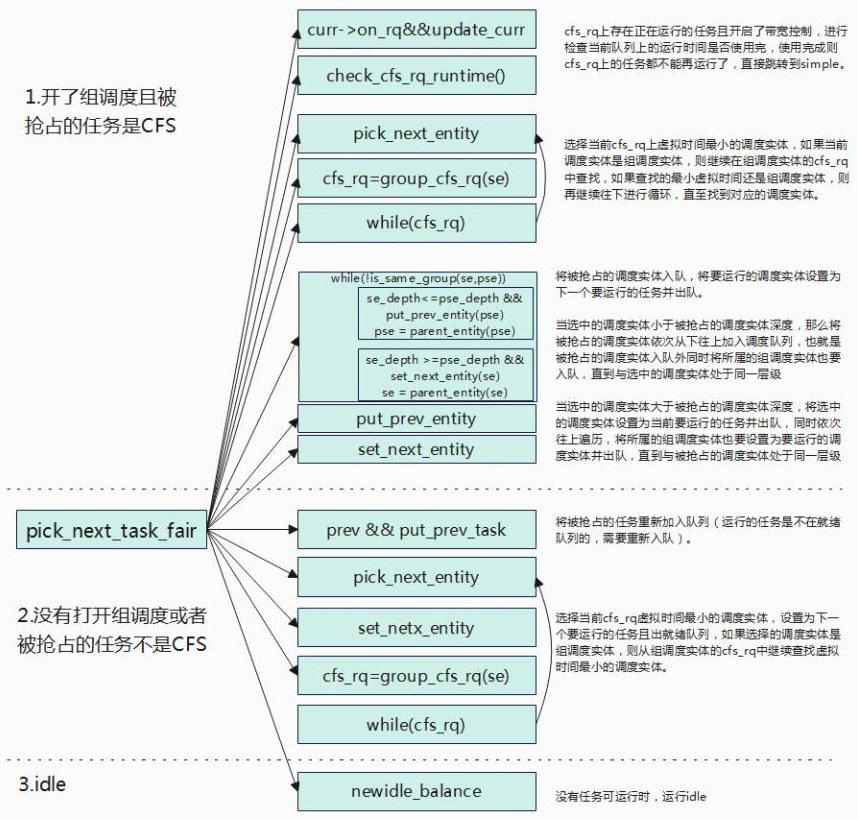 curr->on_rq&&update_curr
cfs_rq上存在正在运行的任务且开启了带宽控制，进行
检查当前队列上的运行时间是否使用完，使用完成则
cfs_rq上的任务都不能再运行了，直接跳转到simple。
check_cfs_rq_runtime()
1.开了组调度且被
抢占的任务是CFS
pick_next_entity
cfs_rq=group_cfs_rq(se)
while(cfs_rq)
选择当前cfs_rq上虚拟时间最小的调度实体，如果当前
调度实体是组调度实体，则继续在组调度实体的cfs_rq
中查找，如果查找的最小虚拟时间还是组调度实体，则
再继续往下进行循环，直至找到对应的调度实体。
while(!is_same_group(se,pse))
se_depth<=pse_depth &&
put_prev_entity(pse)
pse = parent_entity(pse)
se_depth >=pse_depth &&
set_next_entity(se)
se = parent_entity(se)
put_prev_entity
set_next_entity
将被抢占的调度实体入队，将要运行的调度实体设置为
下一个要运行的任务并出队。
当选中的调度实体小于被抢占的调度实体深度，那么将
被抢占的调度实体依次从下往上加入调度队列，也就是
被抢占的调度实体入队外同时将所属的组调度实体也要
入队，直到与选中的调度实体处于同一层级
当选中的调度实体大于被抢占的调度实体深度，将选中
的调度实体设置为当前要运行的任务并出队，同时依次
往上遍历，将所属的组调度实体也要设置为要运行的调
度实体并出队，直到与被抢占的调度实体处于同一层级
pick_next_task_fair
prev && put_prev_task
将被抢占的任务重新加入队列（运行的任务是不在就绪
队列的，需要重新入队）。
2.没有打开组调度或者
被抢占的任务不是CFS
pick_next_entity
set_netx_entity
cfs_rq=group_cfs_rq(se)
while(cfs_rq)
选择当前cfs_rq虚拟时间最小的调度实体，设置为下一
个要运行的任务且出就绪队列，如果选择的调度实体是
组调度实体，则从组调度实体的cfs_rq中继续查找虚拟
时间最小的调度实体。
3.idle
newidle_balance
没有任务可运行时，运行idle